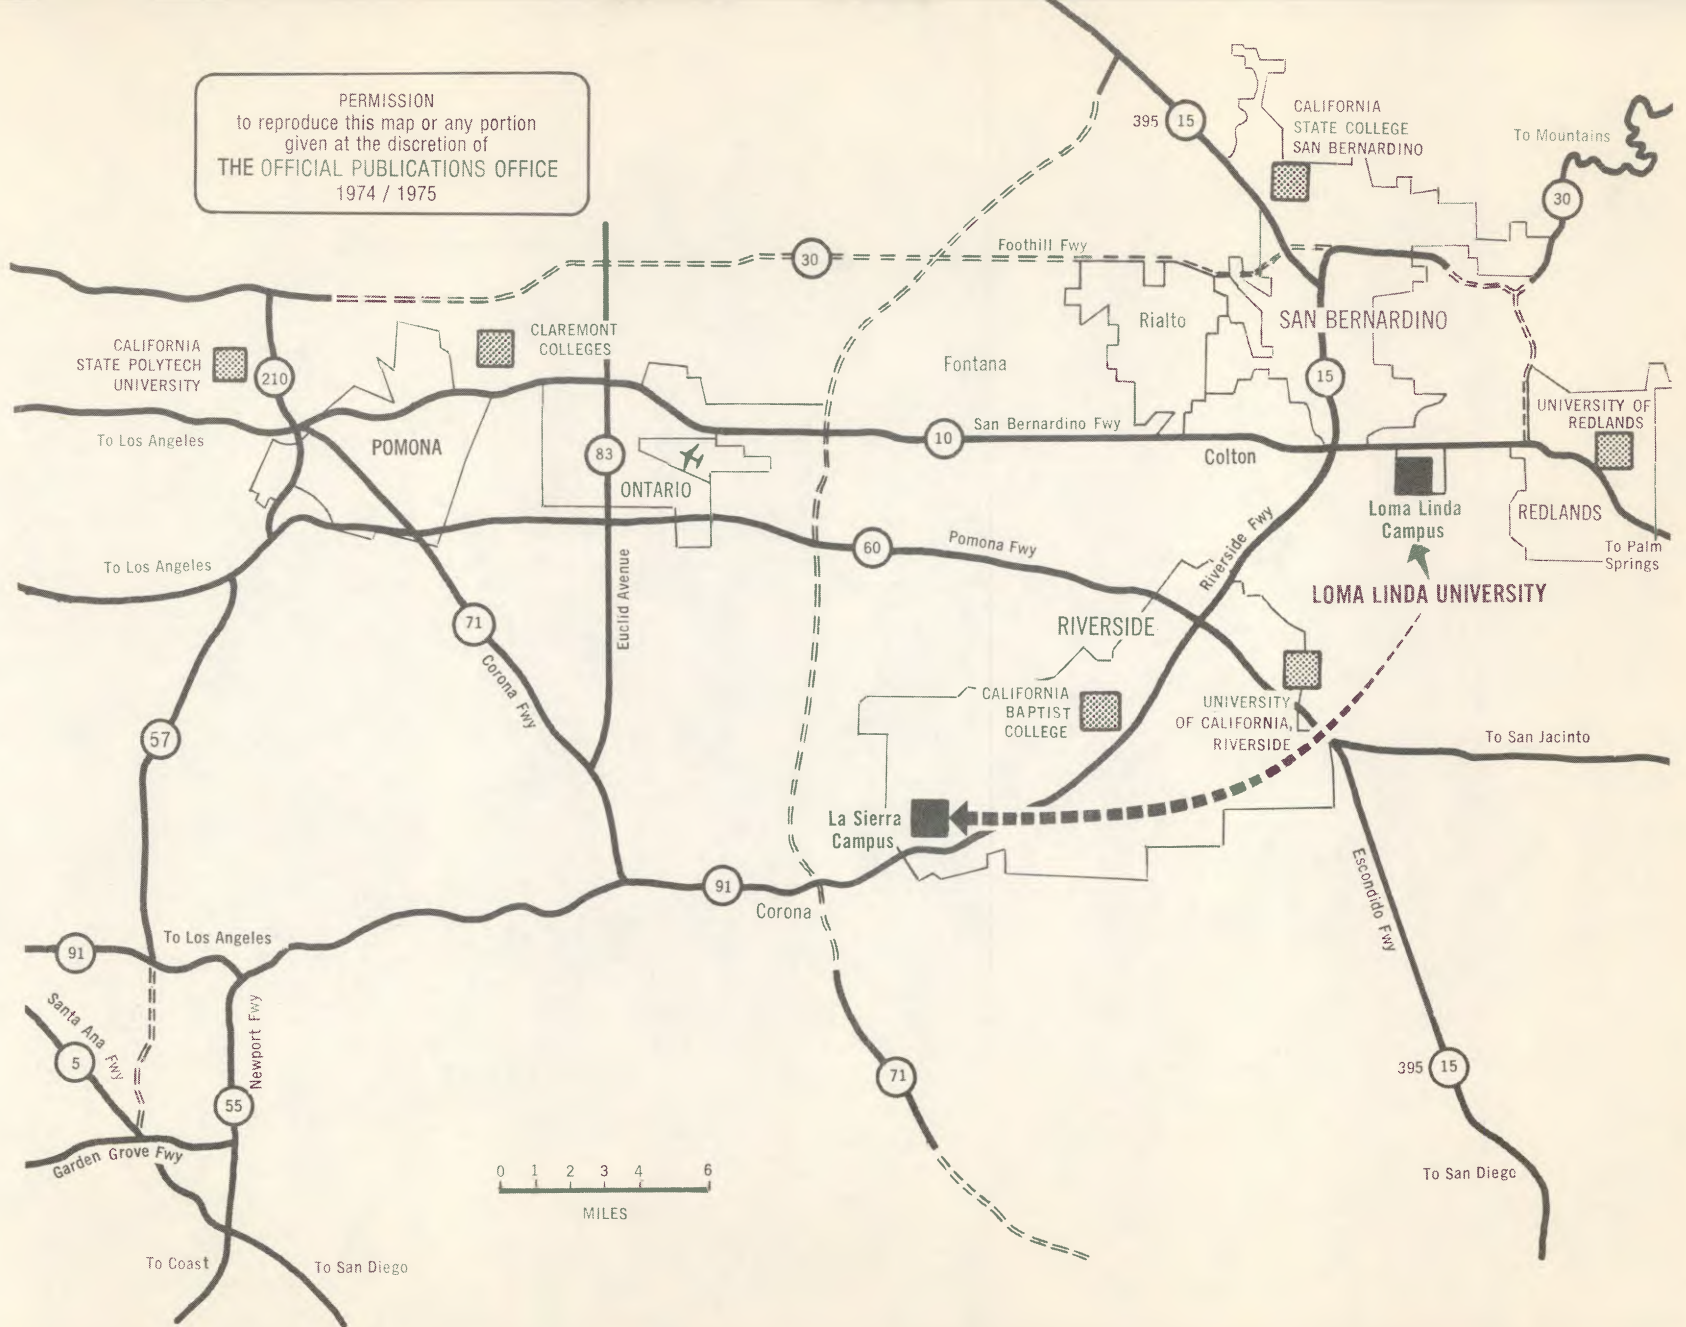 PERMISSION
to reproduce this map or any portion
given at the discretion of
THE OFFICIAL PUBLICATIONS OFFICE
1974 / 1975
395
15
CALIFORNIA
STATE COLLEGE
SAN BERNARDINO
To Mountains
30
30
Foothill Fwy
Rialto
SAN BERNARDINO
CALIFORNIA
STATE POLYTECH
UNIVERSITY
210
CLAREMONT
COLLEGES
Fontana
15
UNIVERSITY OF
REDLANDS
To Los Angeles
POMONA
83
ONTARIO
10
San Bernardino Fwy
Colton
Loma Linda
Campus
REDLANDS
To Palm
Springs
To Los Angeles
60
Pomona Fwy
Riverside Fwy
LOMA LINDA UNIVERSITY
Euclid Avenue
71
Corona Fwy
RIVERSIDE
CALIFORNIA
BAPTIST
COLLEGE
UNIVERSITY
OF CALIFORNIA,
RIVERSIDE
57
To San Jacinto
La Sierra
Campus
Escondido Fwy
91
Corona
91
To Los Angeles
Santa Ana Fwy
5
Newport Fwy
55
71
395
15
Garden Grove Fwy
0 1 2 3 4 6
MILES
To San Diego
To Coast
To San Diego